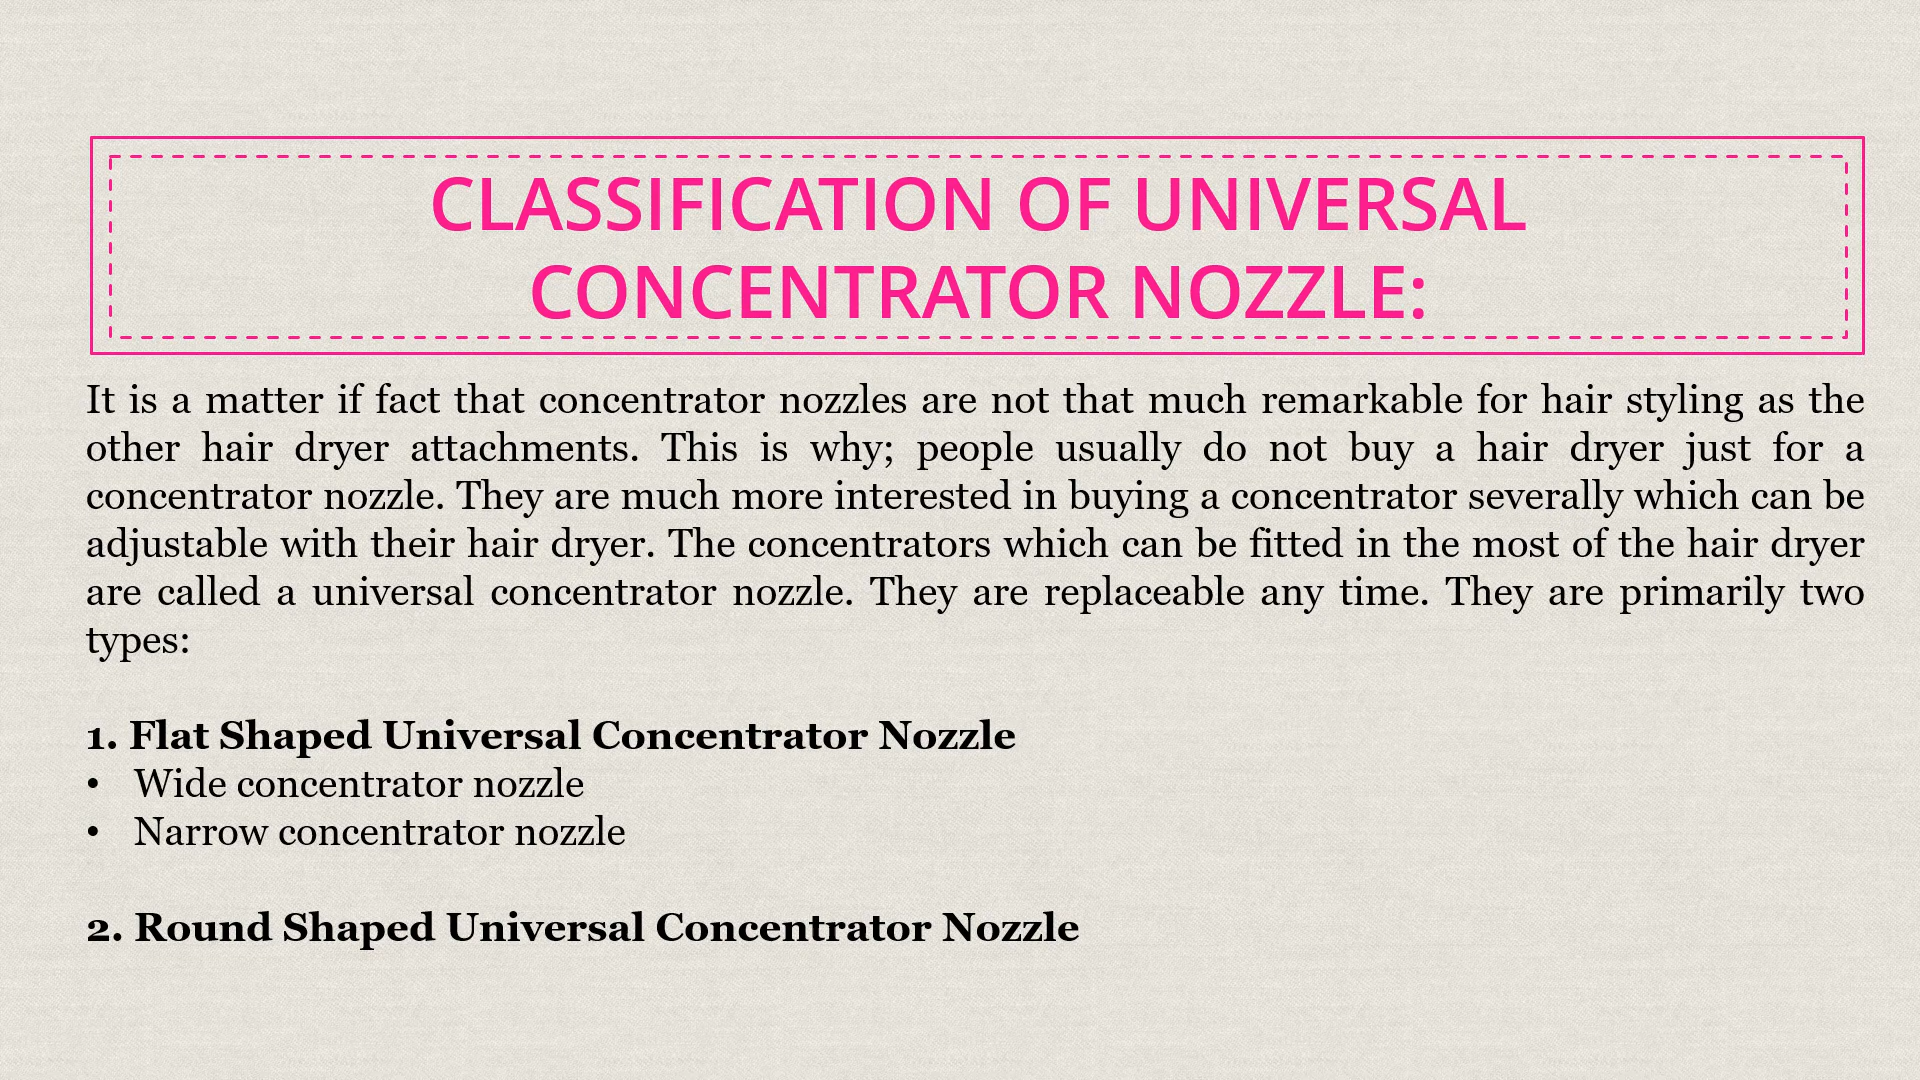 CLASSIFICATION OF UNIVERSAL
CONCENTRATOR NOZZLE:
It is a matter if fact that concentrator nozzles are not that much remarkable for hair styling as the
other hair dryer attachments. This is why; people usually do not buy a hair dryer just for a
concentrator nozzle. They are much more interested in buying a concentrator severally which can be
adjustable with their hair dryer. The concentrators which can be fitted in the most of the hair dryer
are called a universal concentrator nozzle. They are replaceable any time. They are primarily two
types:
1. Flat Shaped Universal Concentrator Nozzle
• Wide concentrator nozzle
• Narrow concentrator nozzle
2. Round Shaped Universal Concentrator Nozzle